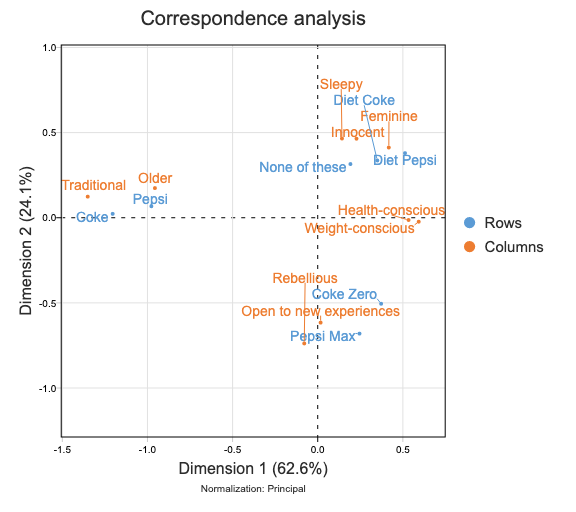 Correspondence analysis
1.0
Sleepy
Diet Coke
Feminine
0.5
Innocent
Diet Pepsi
None of these
Older
Traditional
Pepsi
Health-conscious
0.0
Coke
Weight-conscious
Rows
Columns
Dimension 2 (24.1%)
Rebellious
Coke Zero
-0.5
Open to new experiences
Pepsi Max
-1.0
-1.5 -1.0 -0.5 0.0 0.5
Dimension 1 (62.6%)
Normalization: Principal